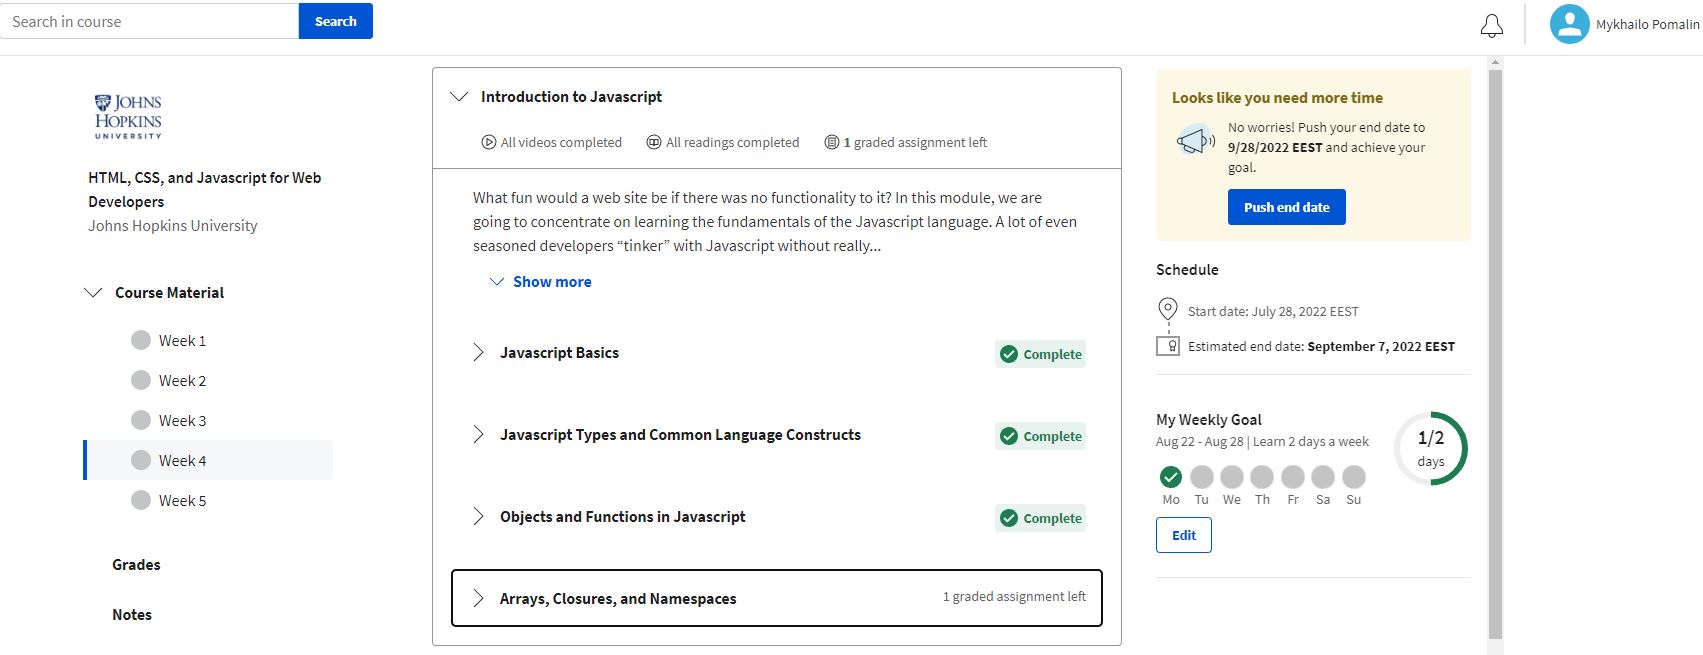 Search in course
Search
Mykhailo Pomalin
JOHNS
HOPKINS
UNIVERSITY
HTML, CSS, and Javascript for Web
Developers
Johns Hopkins University
Course Material
Week 1
Week 2
Week 3
Week 4
Week 5
Grades
Notes
Introduction to Javascript
All videos completed
All readings completed
1 graded assignment left
What fun would a web site be if there was no functionality to it? In this module, we are
going to concentrate on learning the fundamentals of the Javascript language. A lot of even
seasoned developers “tinker” with Javascript without really...
Show more
Javascript Basics
Complete
Javascript Types and Common Language Constructs
Complete
Objects and Functions in Javascript
Complete
Arrays, Closures, and Namespaces
1 graded assignment left
Looks like you need more time
No worries! Push your end date to
9/28/2022 EEST and achieve your
goal.
Push end date
Schedule
Start date: July 28, 2022 EEST
Estimated end date: September 7, 2022 EEST
My Weekly Goal
Aug 22 - Aug 28 | Learn 2 days a week
1/2
days
Mo Tu We Th Fr Sa Su
Edit